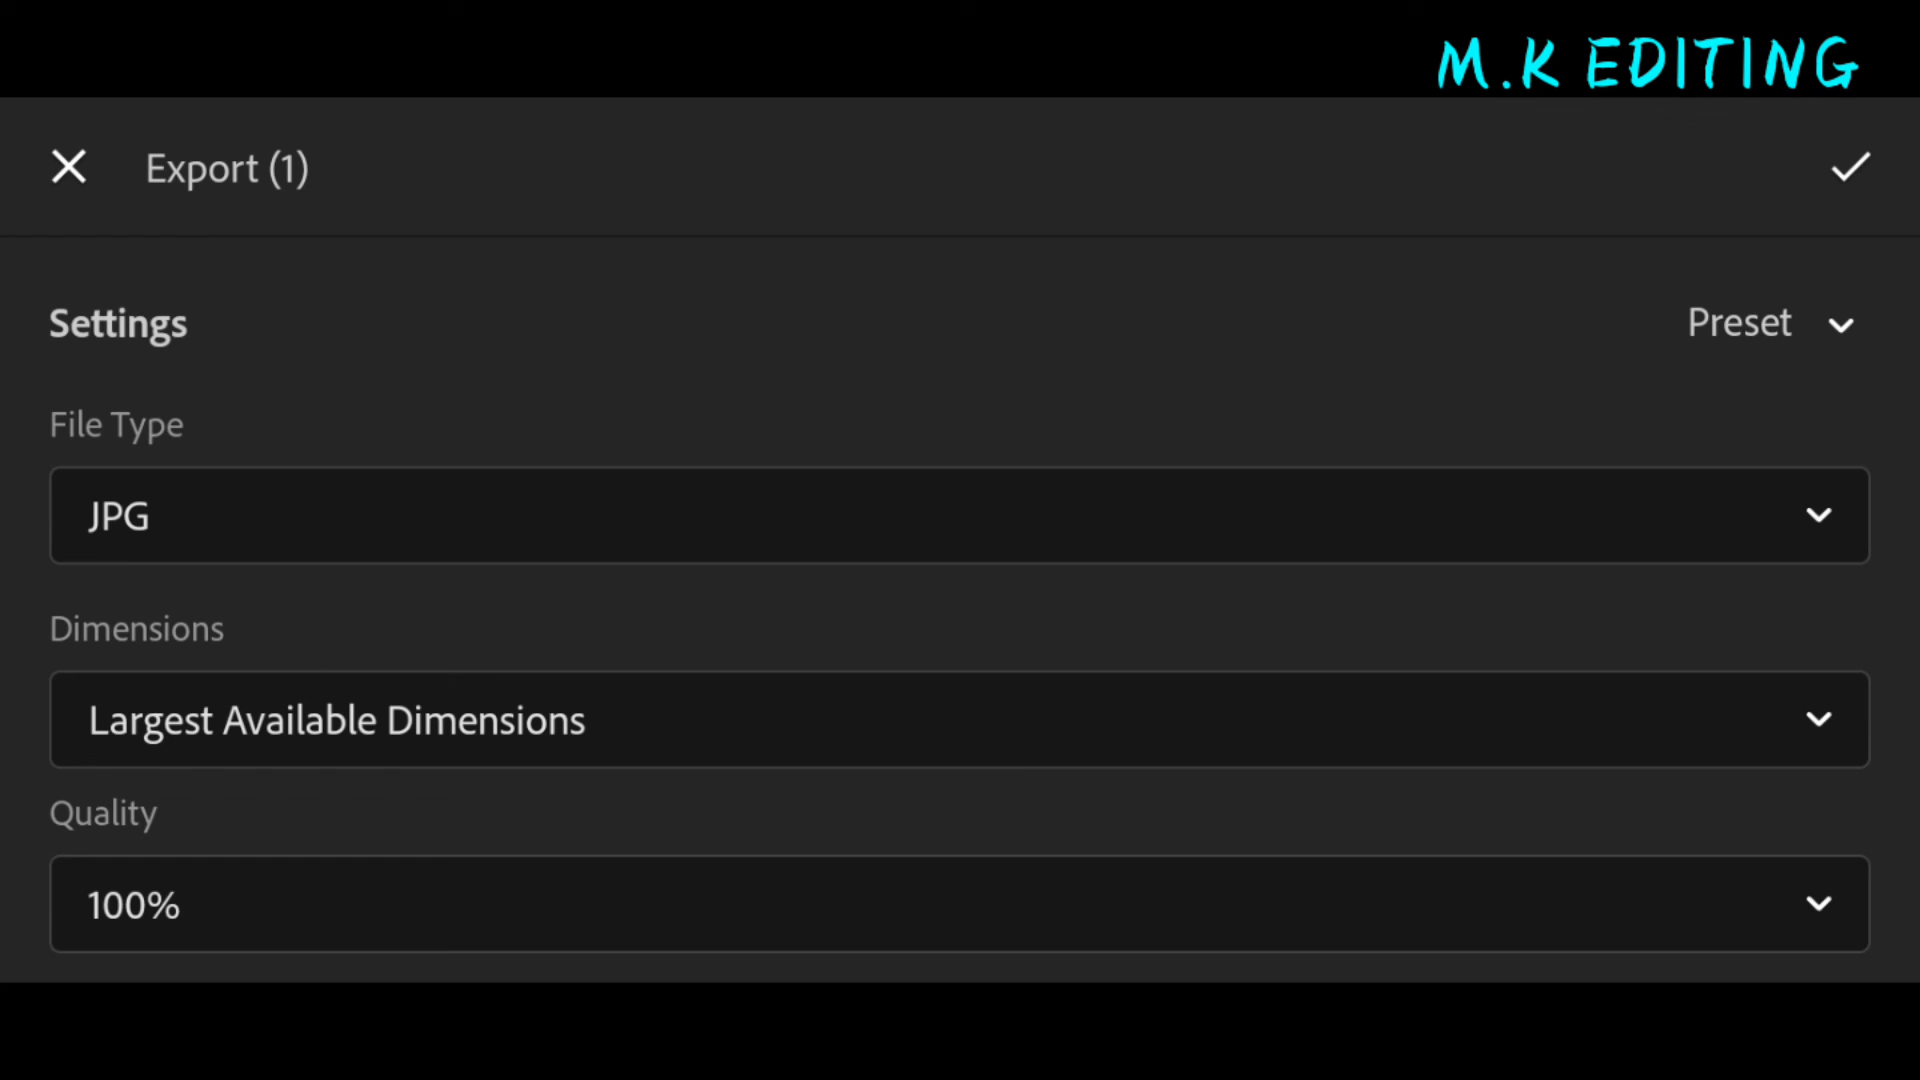 M.K EDITING
Export (1)
Settings
Preset
File Type
JPG
Dimensions
Largest Available Dimensions
Quality
100%